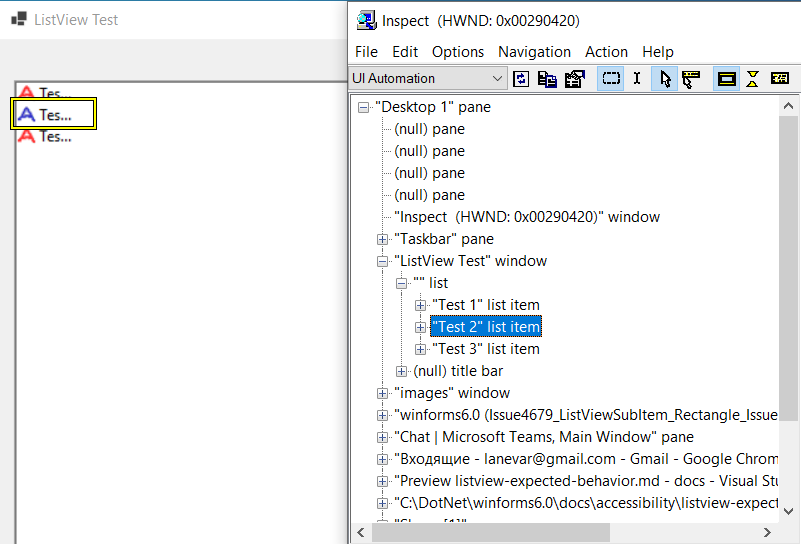 ListView Test
Tes...
Tes...
Tes...
Inspect (HWND: 0x00290420)
File Edit Options Navigation Action Help
UI Automation
"Desktop 1" pane
(null) pane
(null) pane
(null) pane
(null) pane
"Inspect (HWND: 0x00290420)" window
"Taskbar" pane
"ListView Test" window
"" list
"Test 1" list item
"Test 2" list item
"Test 3" list item
(null) title bar
"images" window
"winforms6.0 (Issue4679_ListViewSubItem_Rectangle_Issue
"Chat | Microsoft Teams, Main Window" pane
"Входящие - lanevar@gmail.com - Gmail - Google Chrom
"Preview listview-expected-behavior.md - docs - Visual Stu
"C:\DotNet\winforms6.0\docs\accessibility\listview-expect